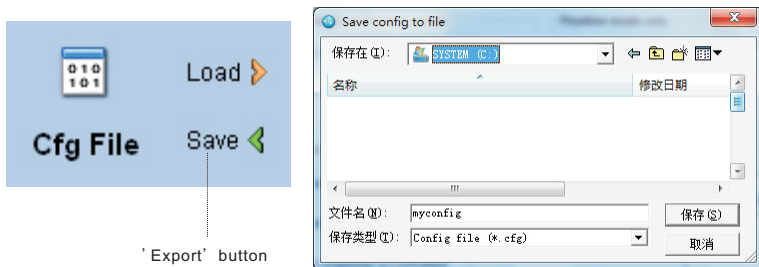 010
101
Cfg File
Load
Save
'Export' button
Save config to file
保存在(I):
SYSTEM (C:)
名称
修改日期
文件名(N):
myconfig
保存(S)
保存类型(T):
Config file (*.cfg)
取消